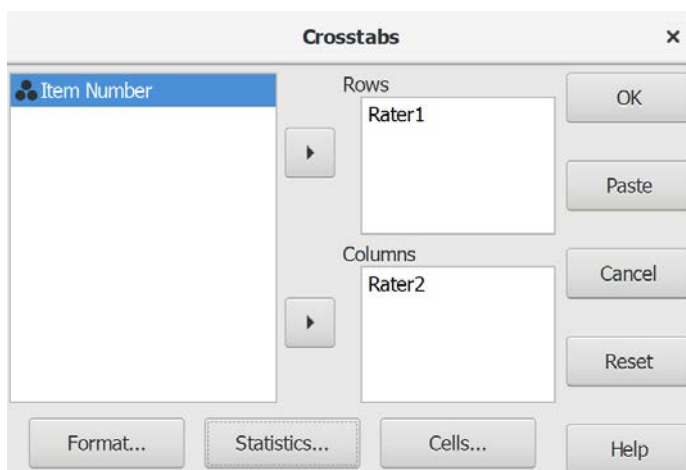 Crosstabs
×
Item Number
Rows
Rater1
Columns
Rater2
OK
Paste
Cancel
Reset
Help
Format...
Statistics...
Cells...